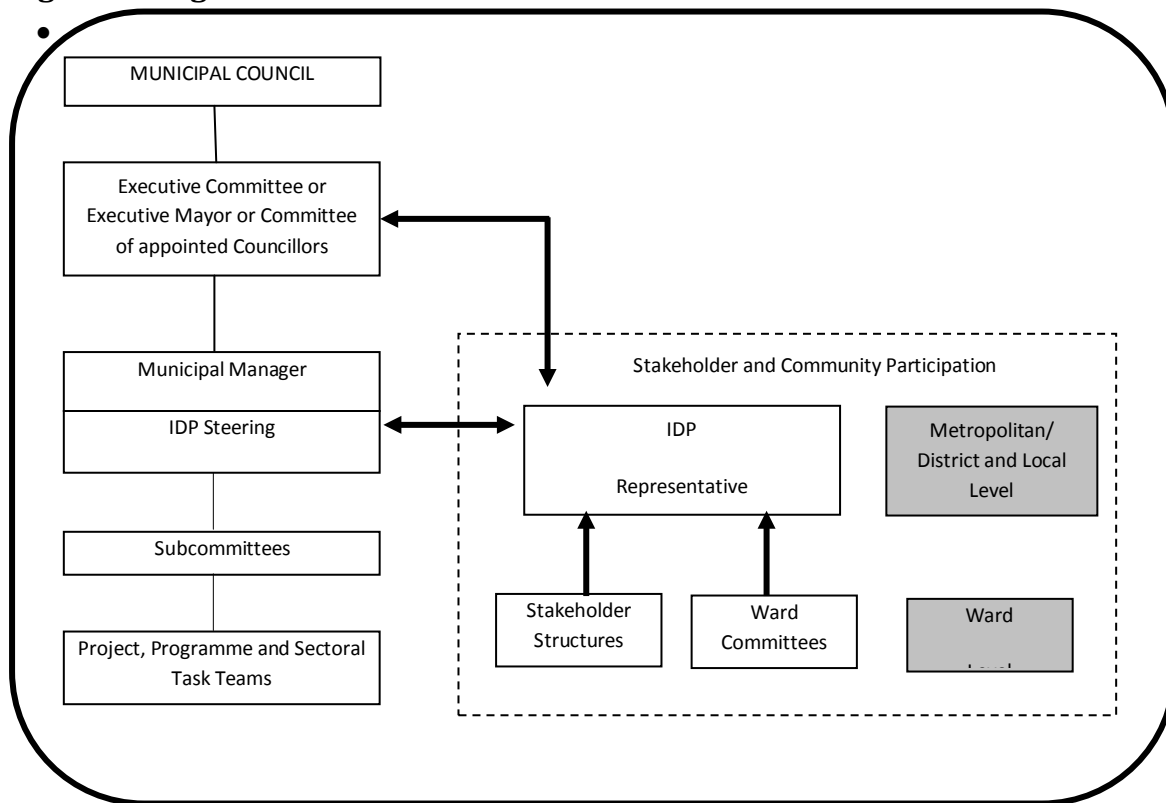 MUNICIPAL COUNCIL
Executive Committee or
Executive Mayor or Committee
of appointed Councillors
Municipal Manager
IDP Steering
Subcommittees
Project, Programme and Sectoral
Task Teams
Stakeholder and Community Participation
IDP
Representative
Metropolitan/
District and Local
Level
Stakeholder
Structures
Ward
Committees
Ward